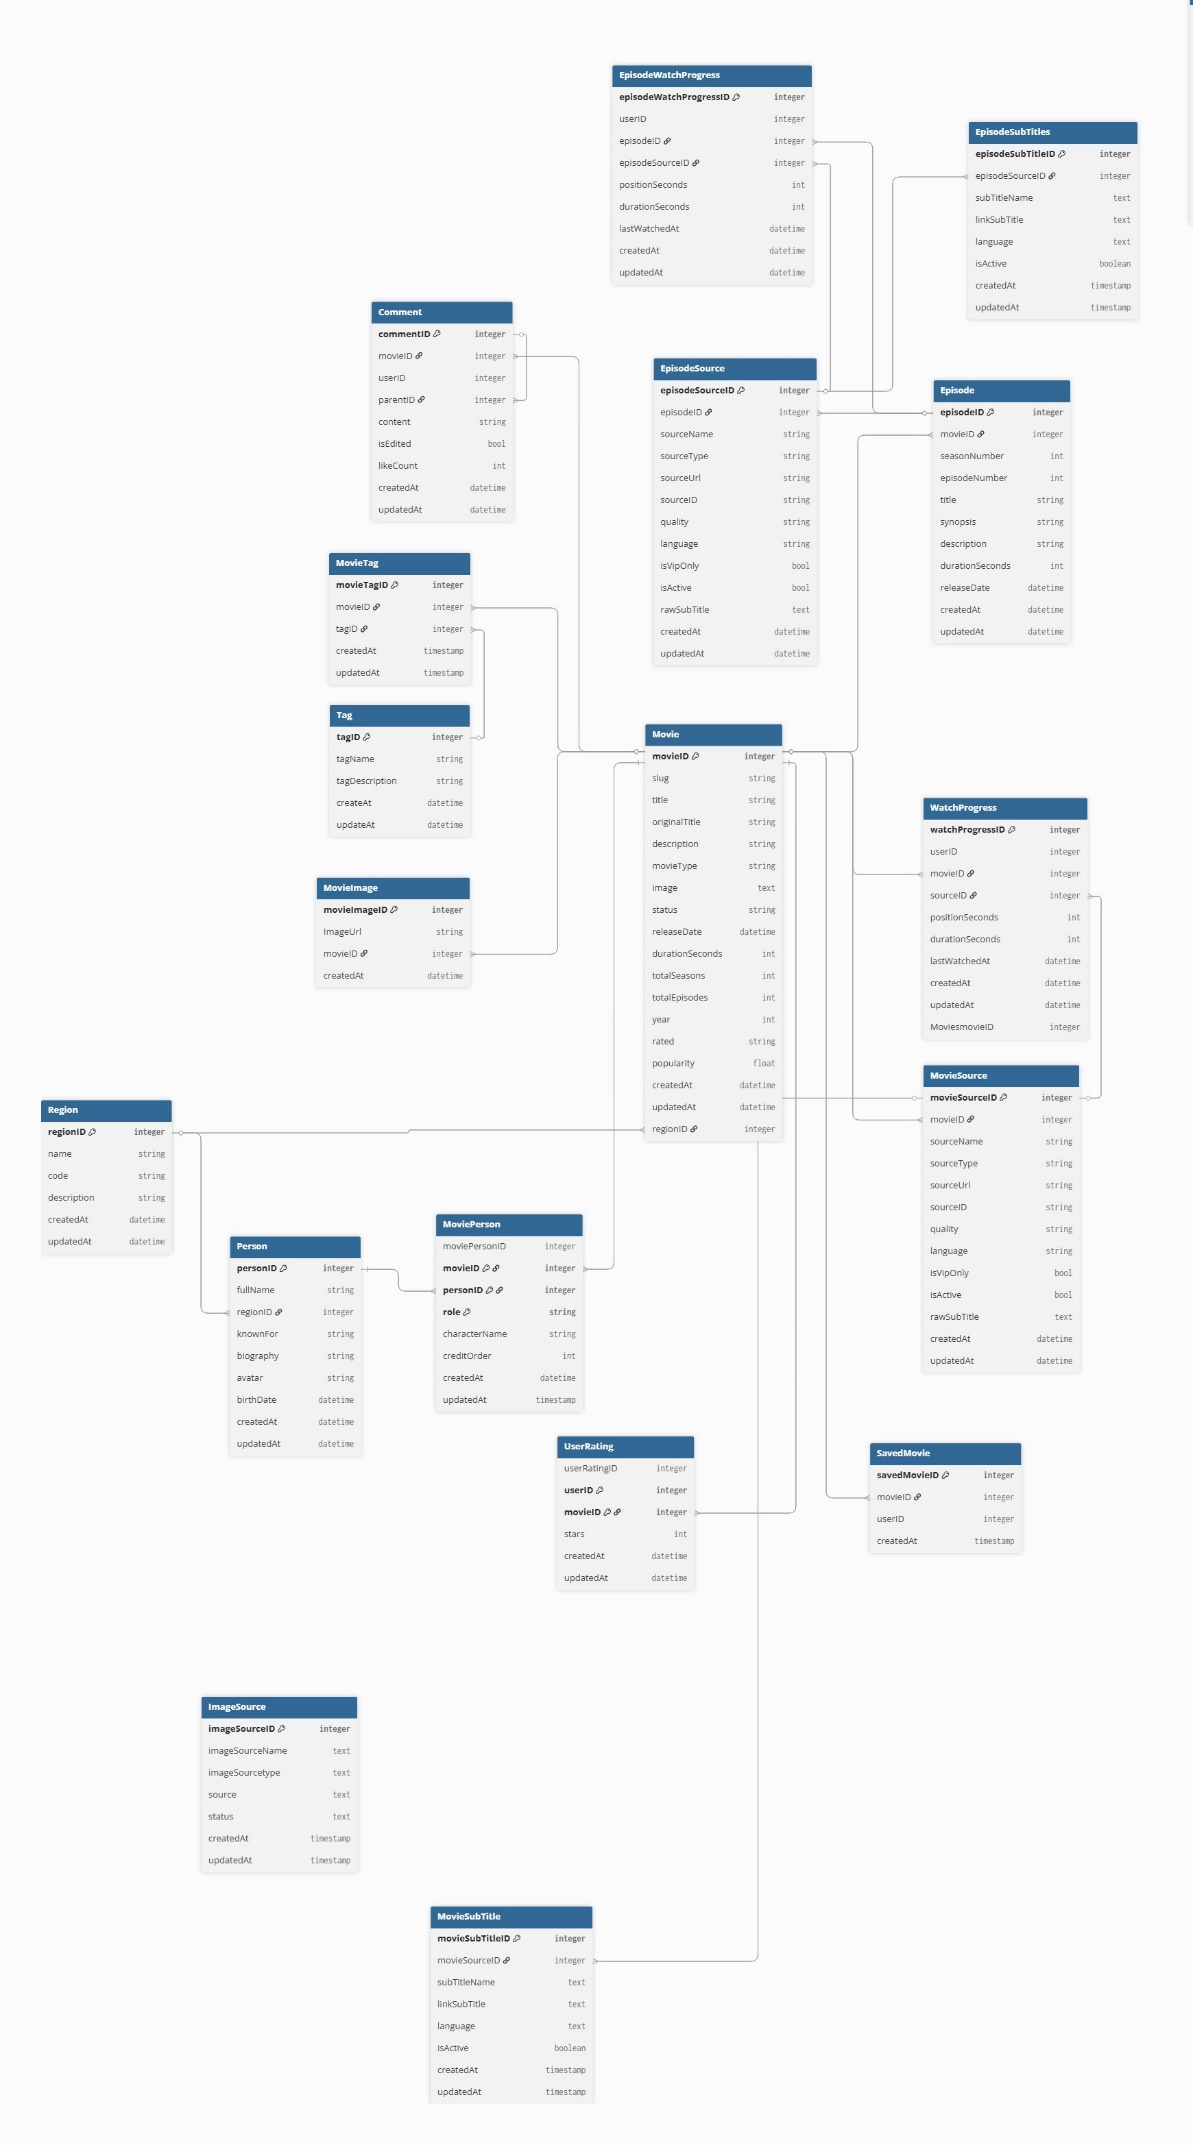 EpisodeWatchProgress
episodeWatchProgressID integer
userID integer
episodeID integer
episodeSourceID integer
positionSeconds int
durationSeconds int
lastWatchedAt datetime
createdAt datetime
updatedAt datetime
EpisodeSubTitles
episodeSubTitleID integer
episodeSourceID integer
subTitleName text
linkSubTitle text
language text
isActive boolean
createdAt timestamp
updatedAt timestamp
Comment
commentID integer
movieID integer
userID integer
parentID integer
content string
isEdited bool
likeCount int
createdAt datetime
updatedAt datetime
EpisodeSource
episodeSourceID integer
episodeID integer
sourceName string
sourceType string
sourceUrl string
sourceID string
quality string
language string
isVipOnly bool
isActive bool
rawSubTitle text
createdAt datetime
updatedAt datetime
Episode
episodeID integer
movieID integer
seasonNumber int
episodeNumber int
title string
synopsis string
description string
durationSeconds int
releaseDate datetime
createdAt datetime
updatedAt datetime
MovieTag
movieTagID integer
movieID integer
tagID integer
createdAt timestamp
updatedAt timestamp
Tag
tagID integer
tagName string
tagDescription string
createAt datetime
updateAt datetime
MovieImage
movieImageID integer
imageUrl string
movieID integer
createdAt datetime
Movie
movieID integer
slug string
title string
originalTitle string
description string
movieType string
image text
status string
releaseDate datetime
durationSeconds int
totalSeasons int
totalEpisodes int
year int
rated string
popularity float
createdAt datetime
updatedAt datetime
regionID integer
WatchProgress
watchProgressID integer
userID integer
movieID integer
sourceID integer
positionSeconds int
durationSeconds int
lastWatchedAt datetime
createdAt datetime
updatedAt datetime
MoviesmovieID integer
MovieSource
movieSourceID integer
movieID integer
sourceName string
sourceType string
sourceUrl string
sourceID string
quality string
language string
isVipOnly bool
isActive bool
rawSubTitle text
createdAt datetime
updatedAt datetime
Region
regionID integer
name string
code string
description string
createdAt datetime
updatedAt datetime
Person
personID integer
fullName string
regionID integer
knownFor string
biography string
avatar string
birthDate datetime
createdAt datetime
updatedAt datetime
MoviePerson
moviePersonID integer
movieID integer
personID integer
role string
characterName string
creditOrder int
createdAt datetime
updatedAt timestamp
UserRating
userRatingID integer
userID integer
movieID integer
stars int
createdAt datetime
updatedAt datetime
SavedMovie
savedMovieID integer
movieID integer
userID integer
createdAt timestamp
ImageSource
imageSourceID integer
imageSourceName text
imageSourcetype text
source text
status text
createdAt timestamp
updatedAt timestamp
MovieSubTitle
movieSubTitleID integer
movieSourceID integer
subTitleName text
linkSubTitle text
language text
isActive boolean
createdAt timestamp
updatedAt timestamp